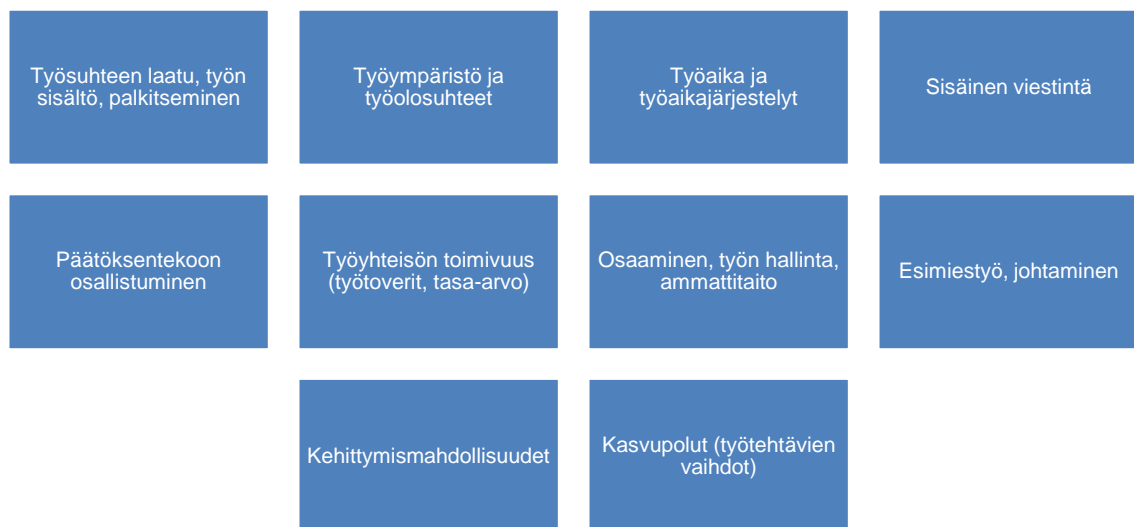 Työsuhteen laatu, työn
sisältö, palkitseminen
Työympäristö ja
työolosuhteet
Työaika ja
työaikajärjestelyt
Sisäinen viestintä
Päätöksentekoon
osallistuminen
Työyhteisön toimivuus
(työtoverit, tasa-arvo)
Osaaminen, työn hallinta,
ammattitaito
Esimiestyö, johtaminen
Kehittymismahdollisuudet
Kasvupolut (työtehtävien
vaihdot)